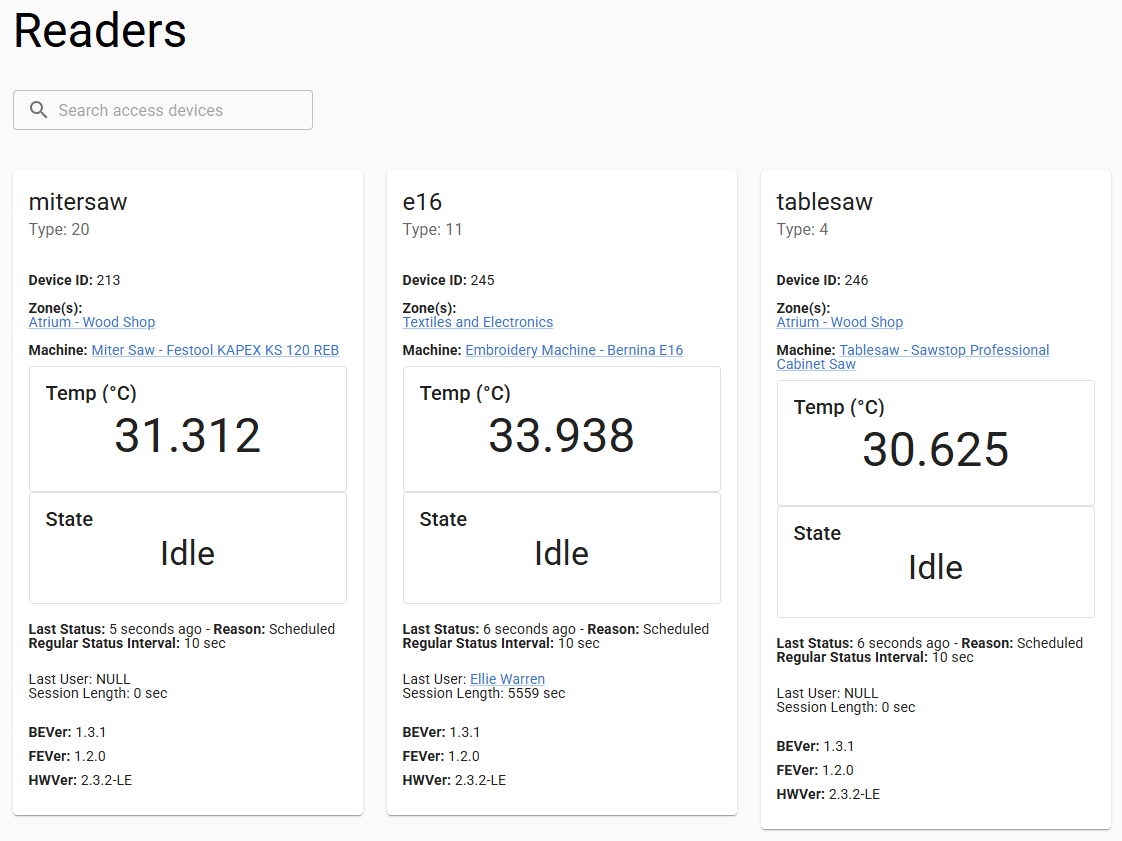 Readers
Search access devices
mitersaw
Type: 20
Device ID: 213
Zone(s):
Atrium - Wood Shop
Machine: Miter Saw - Festool KAPEX KS 120 REB
Temp (°C)
31.312
State
Idle
Last Status: 5 seconds ago - Reason: Scheduled
Regular Status Interval: 10 sec
Last User: NULL
Session Length: 0 sec
BEVer: 1.3.1
FEVer: 1.2.0
HWVer: 2.3.2-LE
e16
Type: 11
Device ID: 245
Zone(s):
Textiles and Electronics
Machine: Embroidery Machine - Bernina E16
Temp (°C)
33.938
State
Idle
Last Status: 6 seconds ago - Reason: Scheduled
Regular Status Interval: 10 sec
Last User: Ellie Warren
Session Length: 5559 sec
BEVer: 1.3.1
FEVer: 1.2.0
HWVer: 2.3.2-LE
tablesaw
Type: 4
Device ID: 246
Zone(s):
Atrium - Wood Shop
Machine: Tablesaw - Sawstop Professional
Cabinet Saw
Temp (°C)
30.625
State
Idle
Last Status: 6 seconds ago - Reason: Scheduled
Regular Status Interval: 10 sec
Last User: NULL
Session Length: 0 sec
BEVer: 1.3.1
FEVer: 1.2.0
HWVer: 2.3.2-LE